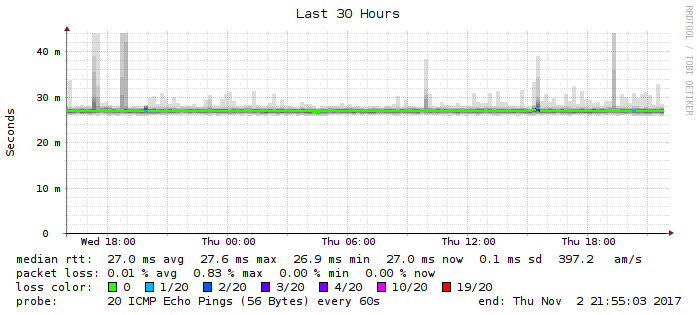 Last 30 Hours
RRDTOOL / TOBI OETIKER
Seconds
40 m
30 m
20 m
10 m
0
Wed 18:00 Thu 00:00 Thu 06:00 Thu 12:00 Thu 18:00
median rtt: 27.0 ms avg 27.6 ms max 26.9 ms min 27.0 ms now 0.1 ms sd 397.2 am/s
packet loss: 0.01 % avg 0.83 % max 0.00 % min 0.00 % now
loss color: 0 1/20 2/20 3/20 4/20 10/20 19/20
probe: 20 ICMP Echo Pings (56 Bytes) every 60s end: Thu Nov 2 21:55:03 2017